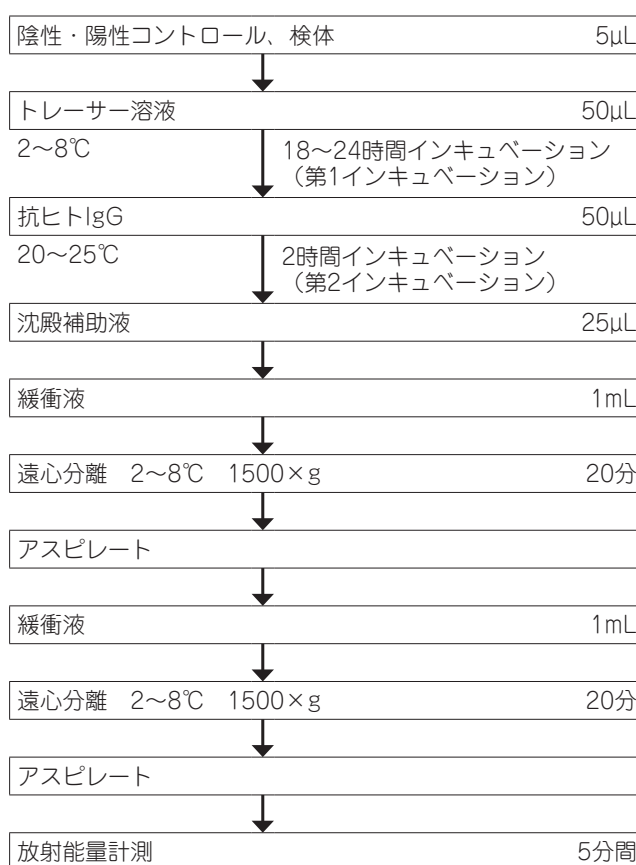 陰性・陽性コントロール、検体 5μL
トレーサー溶液 50μL
2〜8℃ 18〜24時間インキュベーション
（第1インキュベーション）
抗ヒトIgG 50μL
20〜25℃ 2時間インキュベーション
（第2インキュベーション）
沈殿補助液 25μL
緩衝液 1mL
遠心分離 2〜8℃ 1500×g 20分
アスピレート
緩衝液 1mL
遠心分離 2〜8℃ 1500×g 20分
アスピレート
放射能量計測 5分間